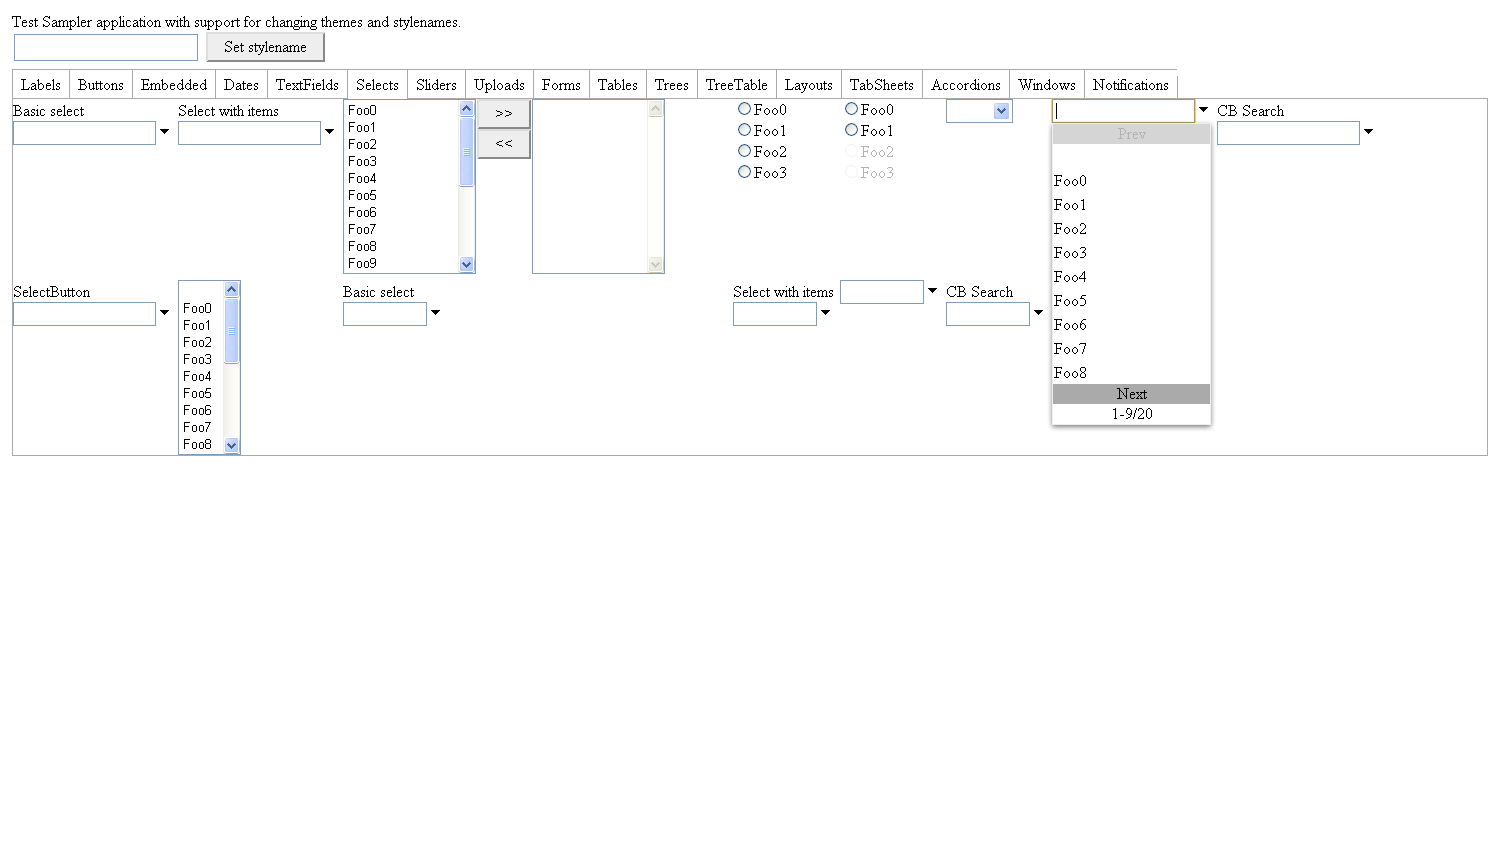 Test Sampler application with support for changing themes and stylenames.
Set stylename
Labels Buttons Embedded Dates TextFields Selects Sliders Uploads Forms Tables Trees TreeTable Layouts TabSheets Accordions Windows Notifications
Basic select
Select with items
Foo0
Foo1
Foo2
Foo3
Foo4
Foo5
Foo6
Foo7
Foo8
Foo9
>>
<<
Foo0
Foo1
Foo2
Foo3
Foo0
Foo1
Foo2
Foo3
Prev
Foo0
Foo1
Foo2
Foo3
Foo4
Foo5
Foo6
Foo7
Foo8
Next
1-9/20
CB Search
SelectButton
Foo0
Foo1
Foo2
Foo3
Foo4
Foo5
Foo6
Foo7
Foo8
Basic select
Select with items
CB Search